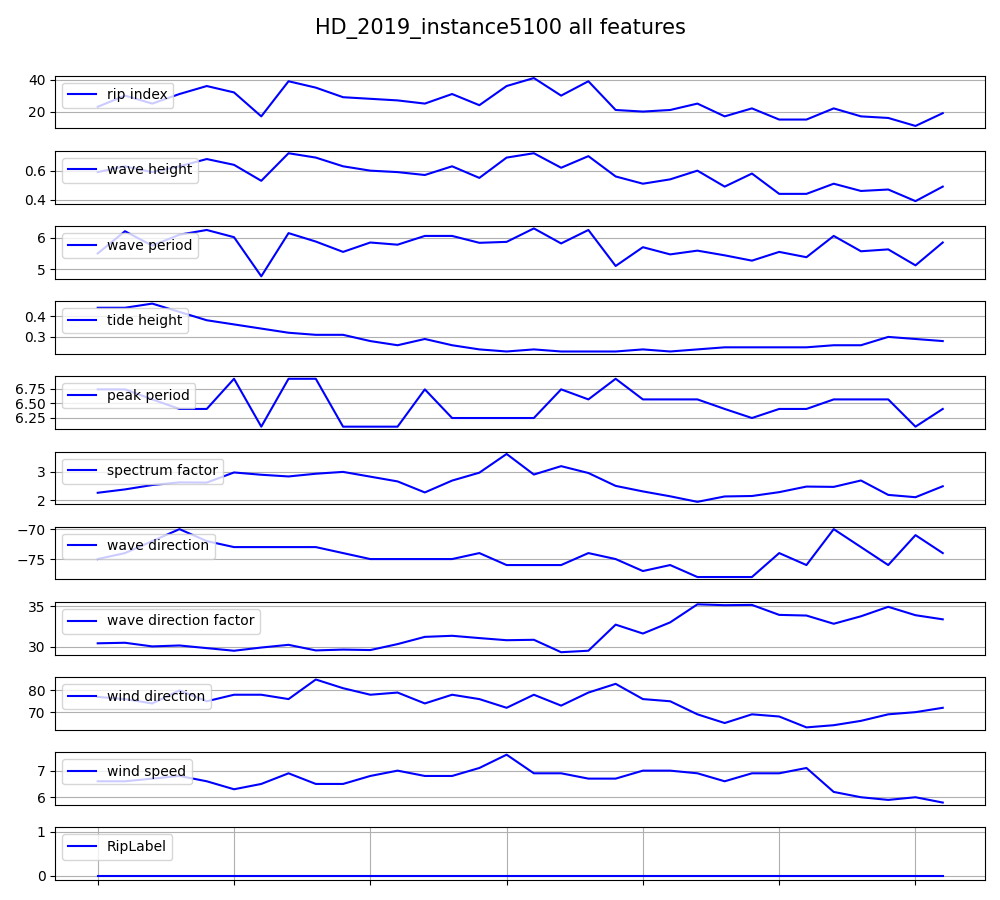 HD_2019_instance5100 all features
40
20
rip index
0.6
0.4
wave height
6
5
wave period
0.4
0.3
tide height
6.75
6.50
6.25
peak period
3
2
spectrum factor
−70
−75
wave direction
35
30
wave direction factor
80
70
wind direction
7
6
wind speed
1
0
RipLabel